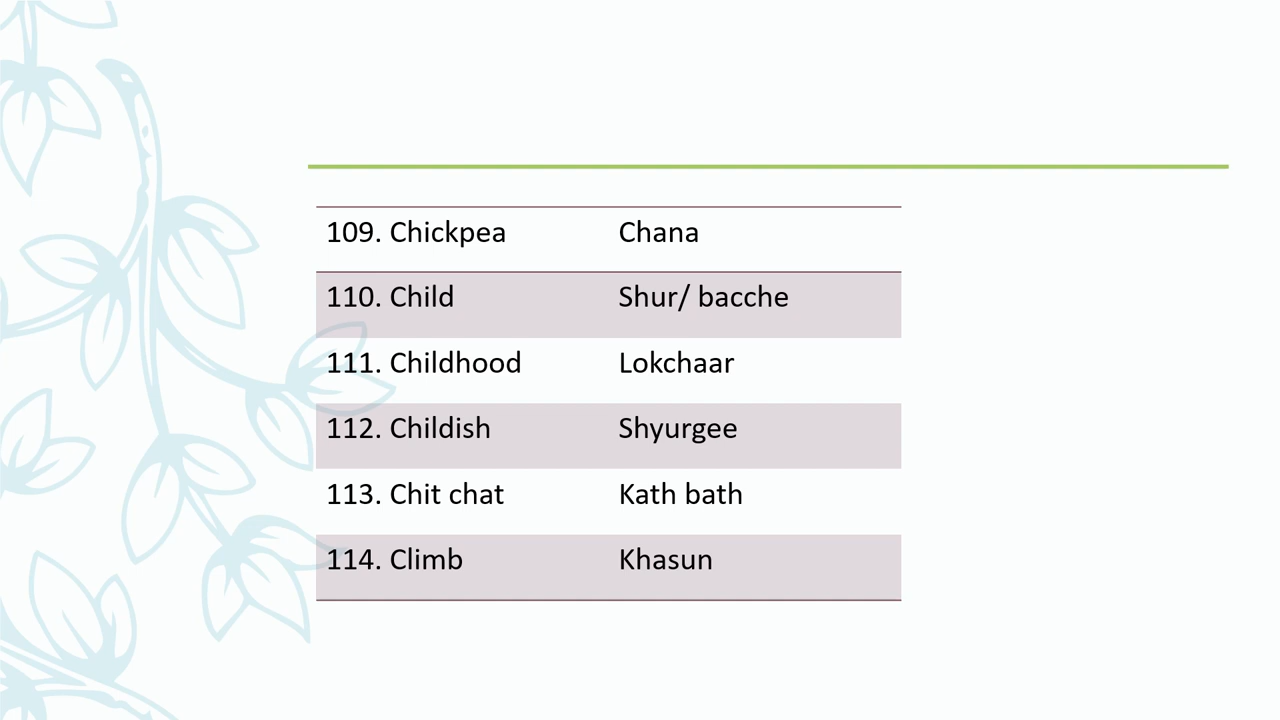 109. Chickpea Chana
110. Child Shur/ bacche
111. Childhood Lokchaar
112. Childish Shyurgee
113. Chit chat Kath bath
114. Climb Khasun